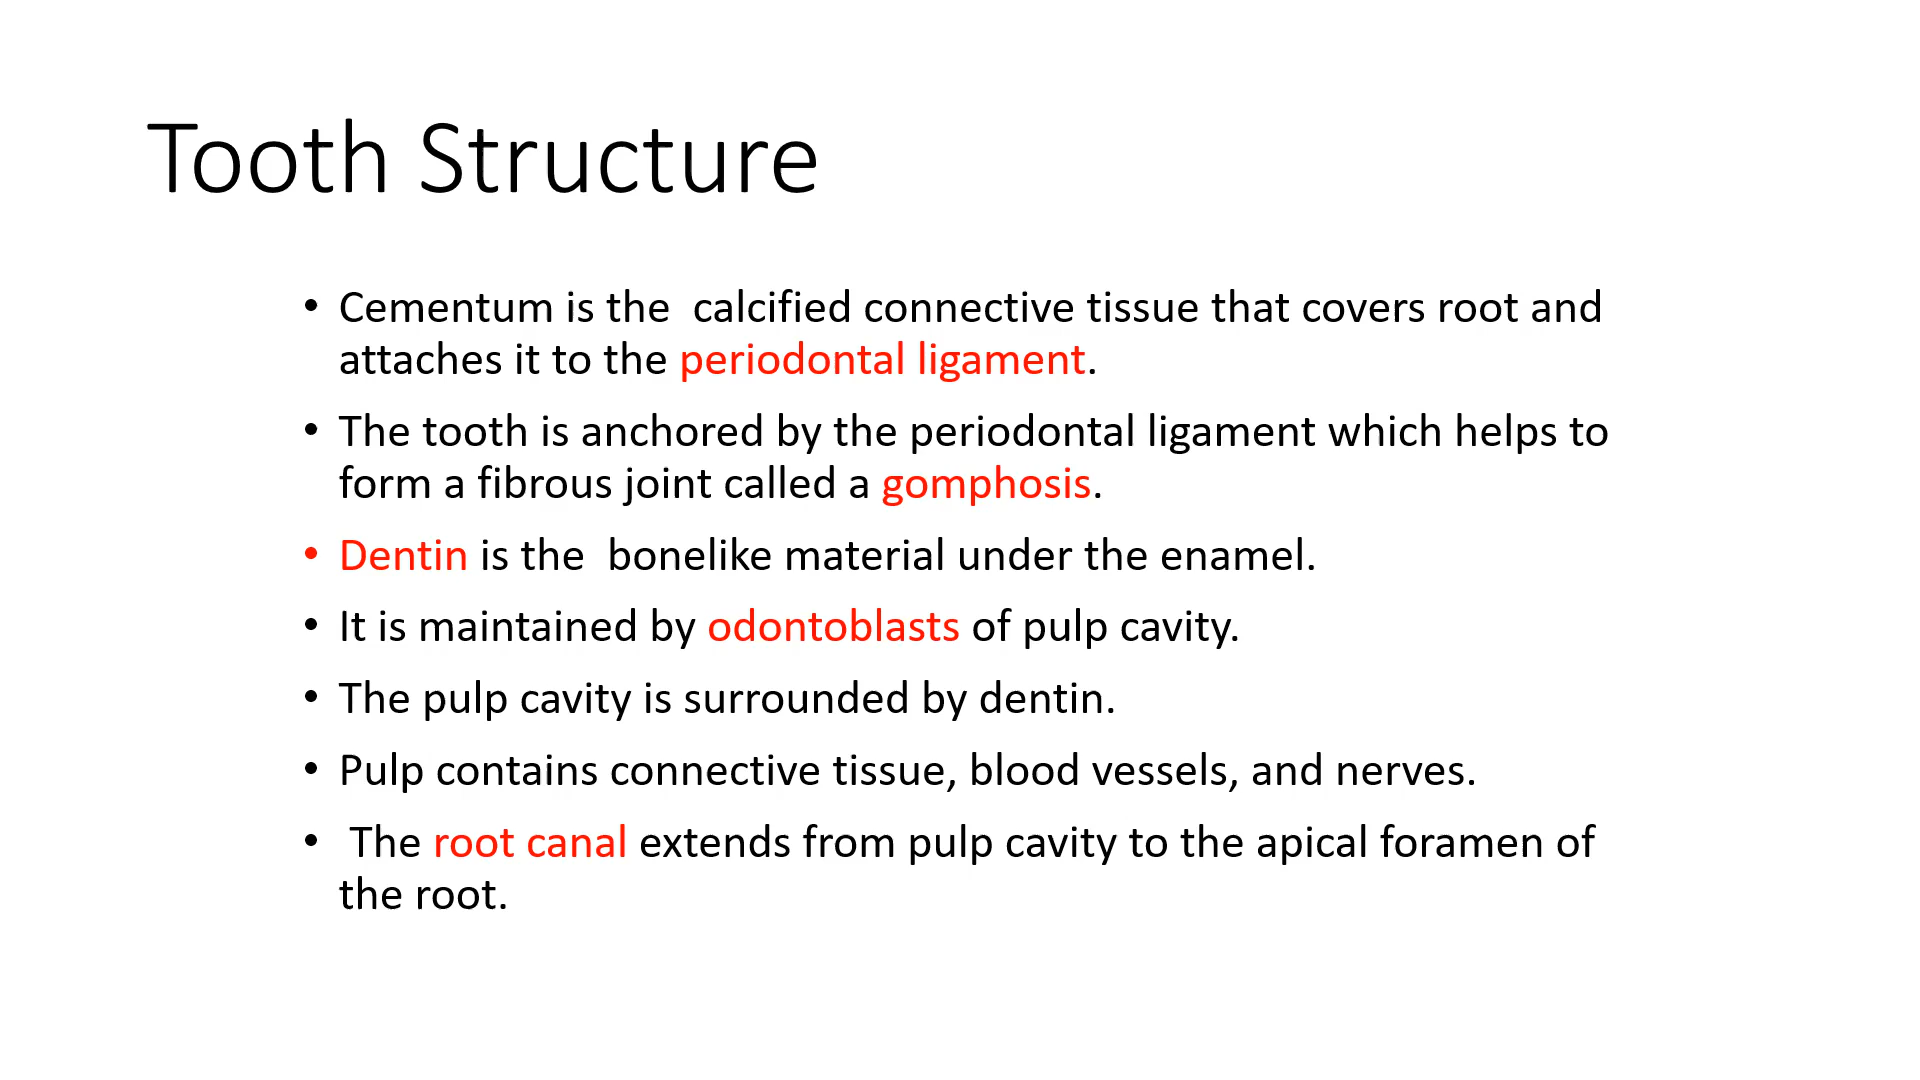 Tooth Structure
• Cementum is the  calcified connective tissue that covers root and
attaches it to the periodontal ligament.
• The tooth is anchored by the periodontal ligament which helps to
form a fibrous joint called a gomphosis.
• Dentin is the  bonelike material under the enamel.
• It is maintained by odontoblasts of pulp cavity.
• The pulp cavity is surrounded by dentin.
• Pulp contains connective tissue, blood vessels, and nerves.
•  The root canal extends from pulp cavity to the apical foramen of
the root.